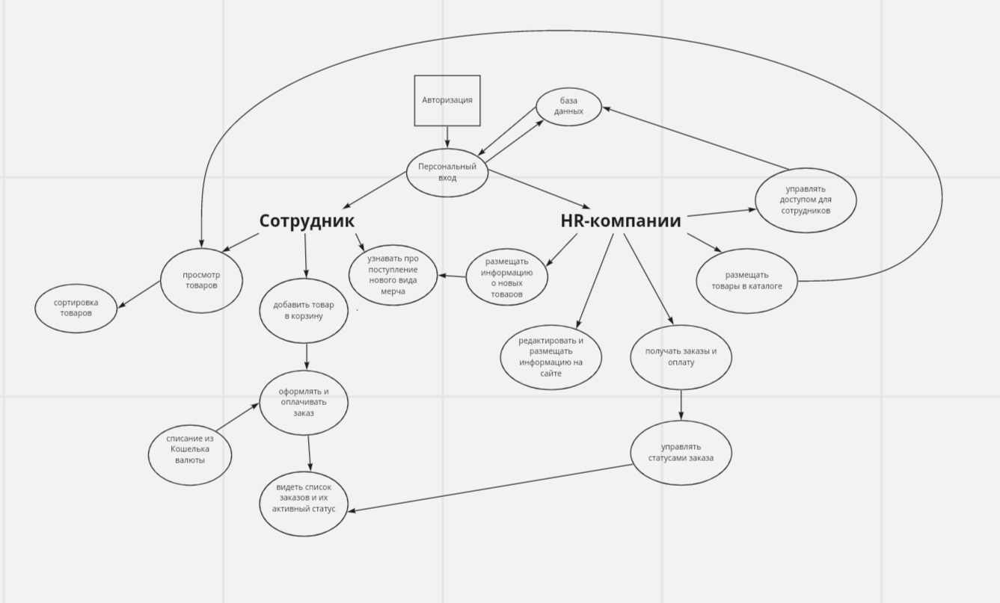 Авторизация
база
данных
Персональный
вход
управлять
доступом для
сотрудников
Сотрудник
HR-компании
узнавать про
поступление
нового вида
мерча
размещать
информацию
о новых
товаров
просмотр
товаров
размещать
товары в каталоге
сортировка
товаров
добавить товар
в корзину
редактировать и
размещать
информацию на
сайте
получать заказы и
оплату
оформлять и
оплачивать
заказ
списание из
Кошелька
валюты
управлять
статусами заказа
видеть список
заказов и их
активный статус